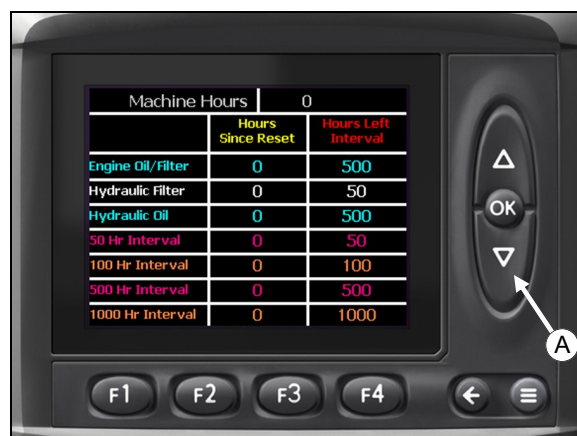 Machine Hours 0
Hours Since Reset Hours Left Interval
Engine Oil/Filter 0 500
Hydraulic Filter 0 50
Hydraulic Oil 0 500
50 Hr Interval 0 50
100 Hr Interval 0 100
500 Hr Interval 0 500
1000 Hr Interval 0 1000
OK
A
F1 F2 F3 F4